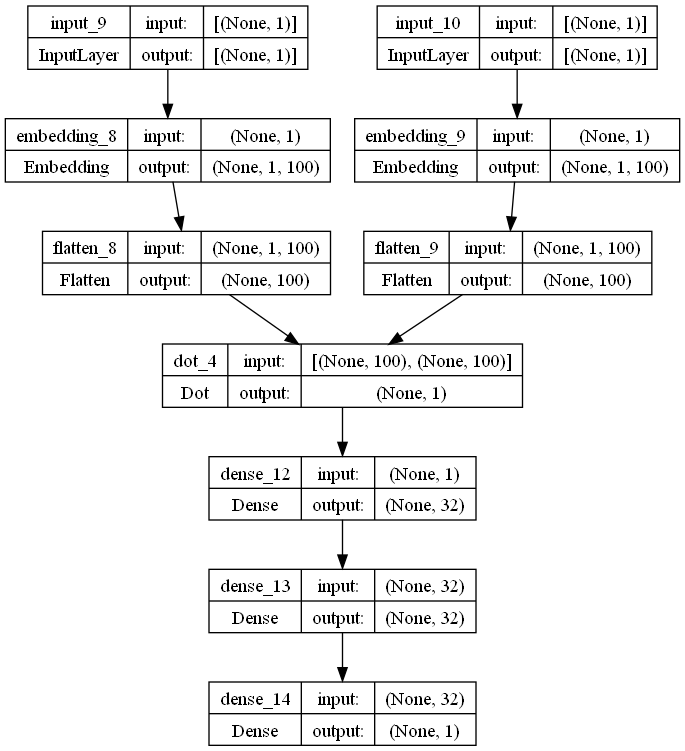 input_9 input: [(None, 1)] input_10 input: [(None, 1)]
InputLayer output: [(None, 1)] InputLayer output: [(None, 1)]
embedding_8 input: (None, 1) embedding_9 input: (None, 1)
Embedding output: (None, 1, 100) Embedding output: (None, 1, 100)
flatten_8 input: (None, 1, 100) flatten_9 input: (None, 1, 100)
Flatten output: (None, 100) Flatten output: (None, 100)
dot_4 input: [(None, 100), (None, 100)]
Dot output: (None, 1)
dense_12 input: (None, 1)
Dense output: (None, 32)
dense_13 input: (None, 32)
Dense output: (None, 32)
dense_14 input: (None, 32)
Dense output: (None, 1)